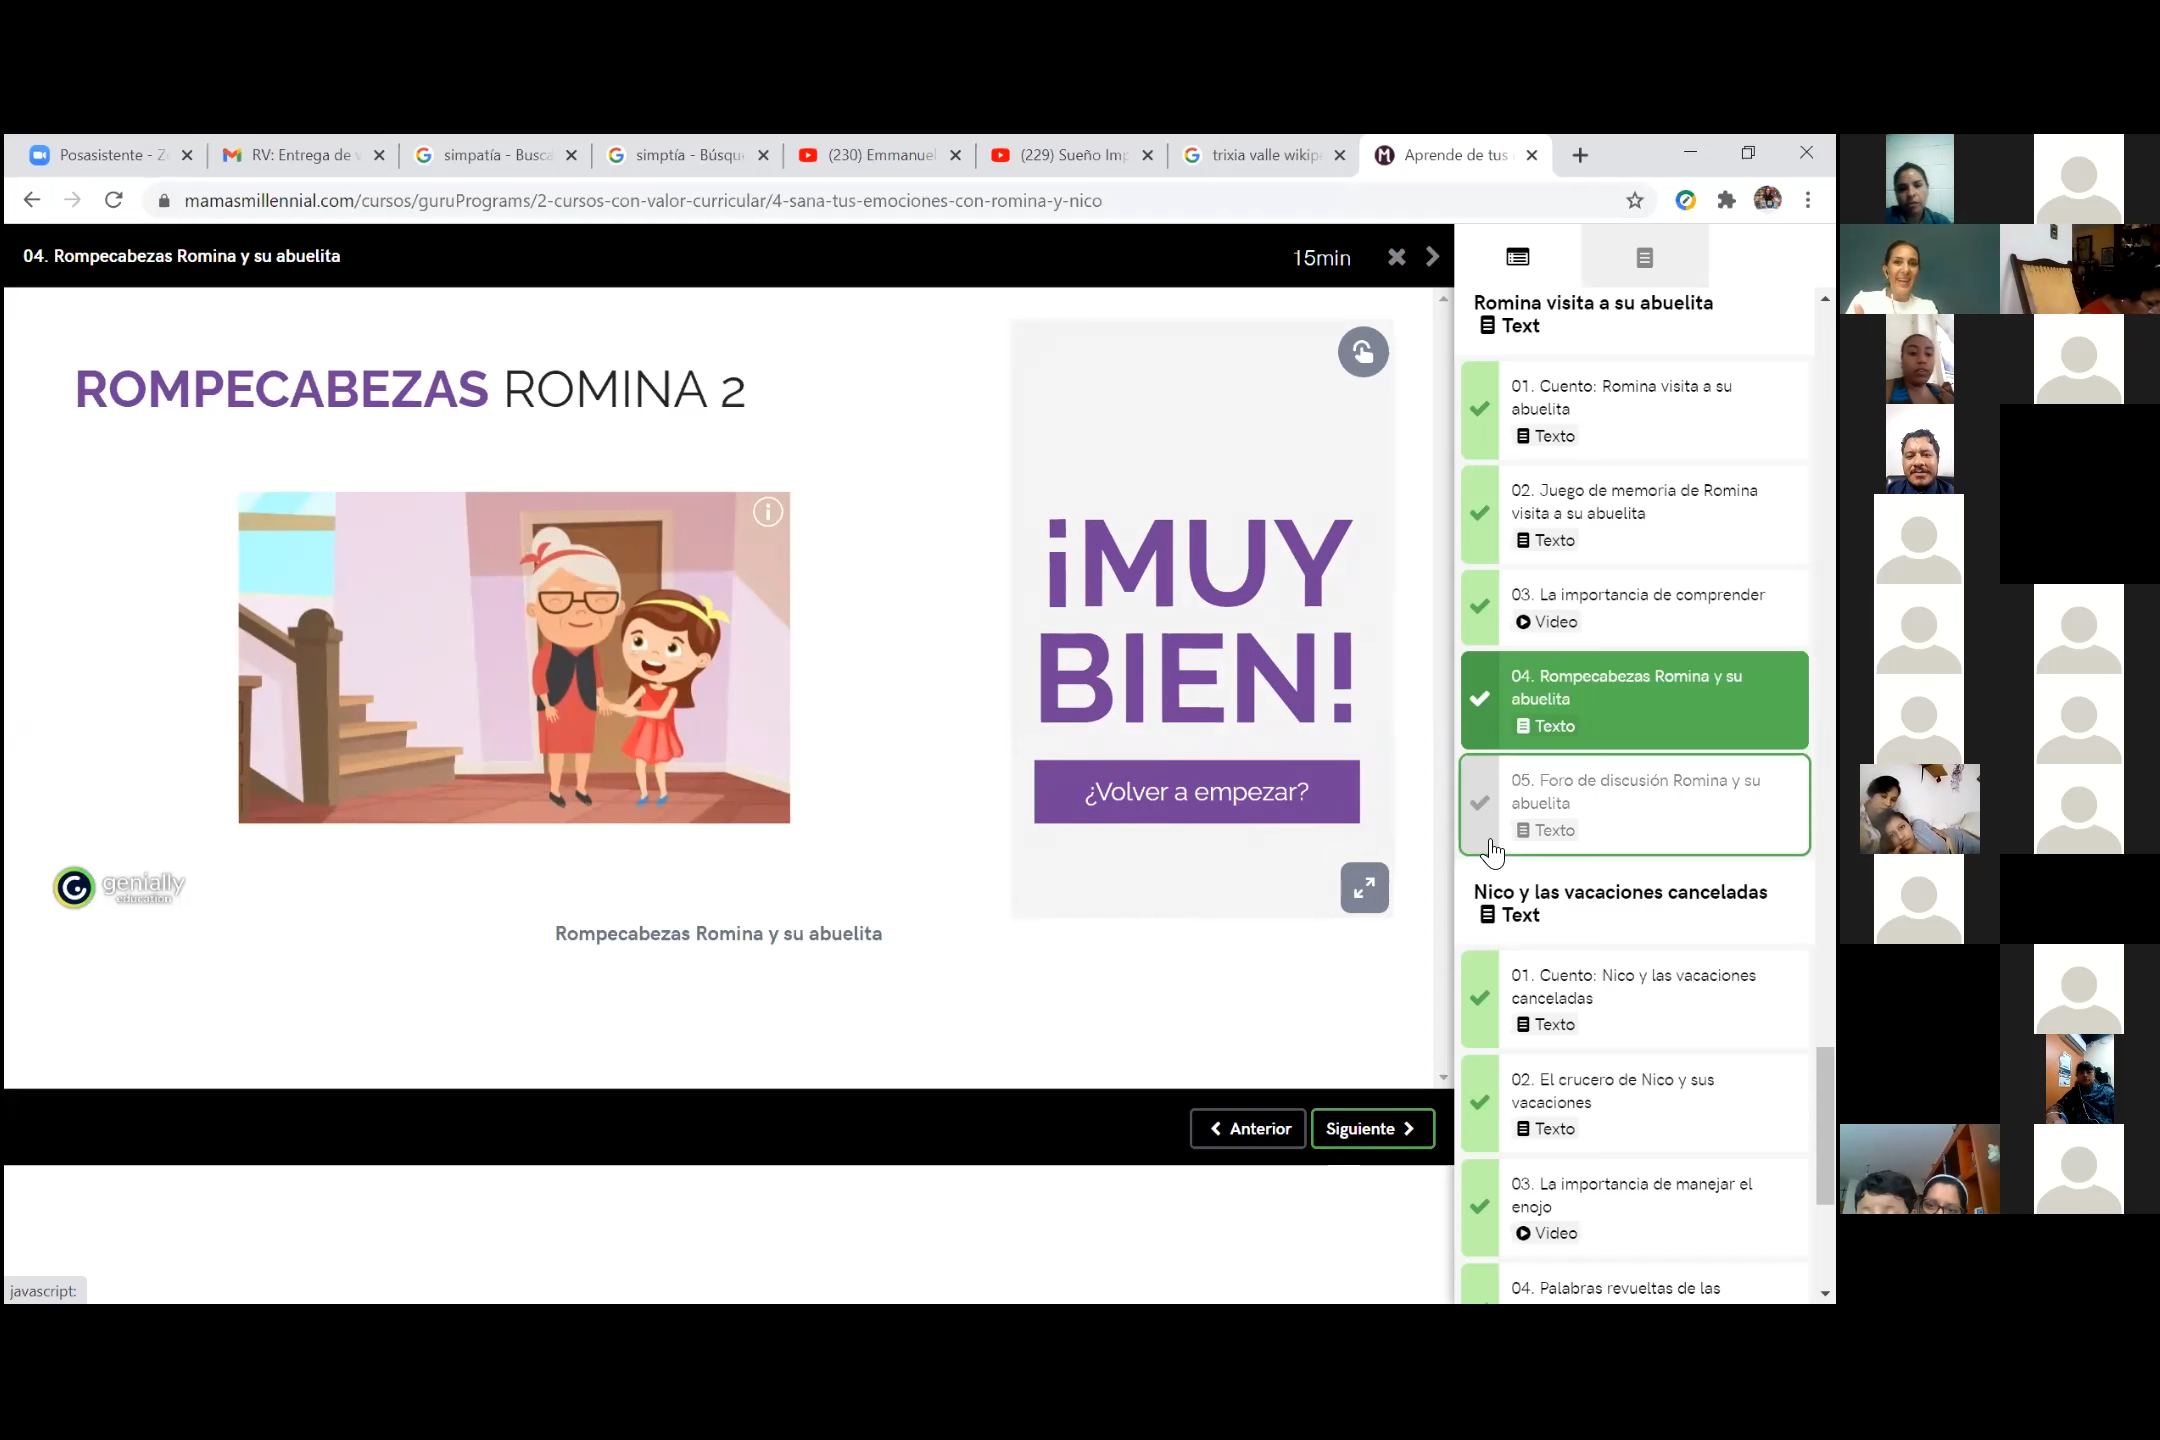 Posasistente - Z
RV: Entrega de
simpatía - Busca
simptía - Búsqu
(230) Emmanuel
(229) Sueño Imp
trixia valle wikip
Aprende de tus
mamasmillennial.com/cursos/guruPrograms/2-cursos-con-valor-curricular/4-sana-tus-emociones-con-romina-y-nico
04. Rompecabezas Romina y su abuelita
15min
ROMPECABEZAS ROMINA 2
¡MUY
BIEN!
¿Volver a empezar?
genially
education
Rompecabezas Romina y su abuelita
Anterior
Siguiente
javascript:
Romina visita a su abuelita
Text
01. Cuento: Romina visita a su
abuelita
Texto
02. Juego de memoria de Romina
visita a su abuelita
Texto
03. La importancia de comprender
Video
04. Rompecabezas Romina y su
abuelita
Texto
05. Foro de discusión Romina y su
abuelita
Texto
Nico y las vacaciones canceladas
Text
01. Cuento: Nico y las vacaciones
canceladas
Texto
02. El crucero de Nico y sus
vacaciones
Texto
03. La importancia de manejar el
enojo
Video
04. Palabras revueltas de las